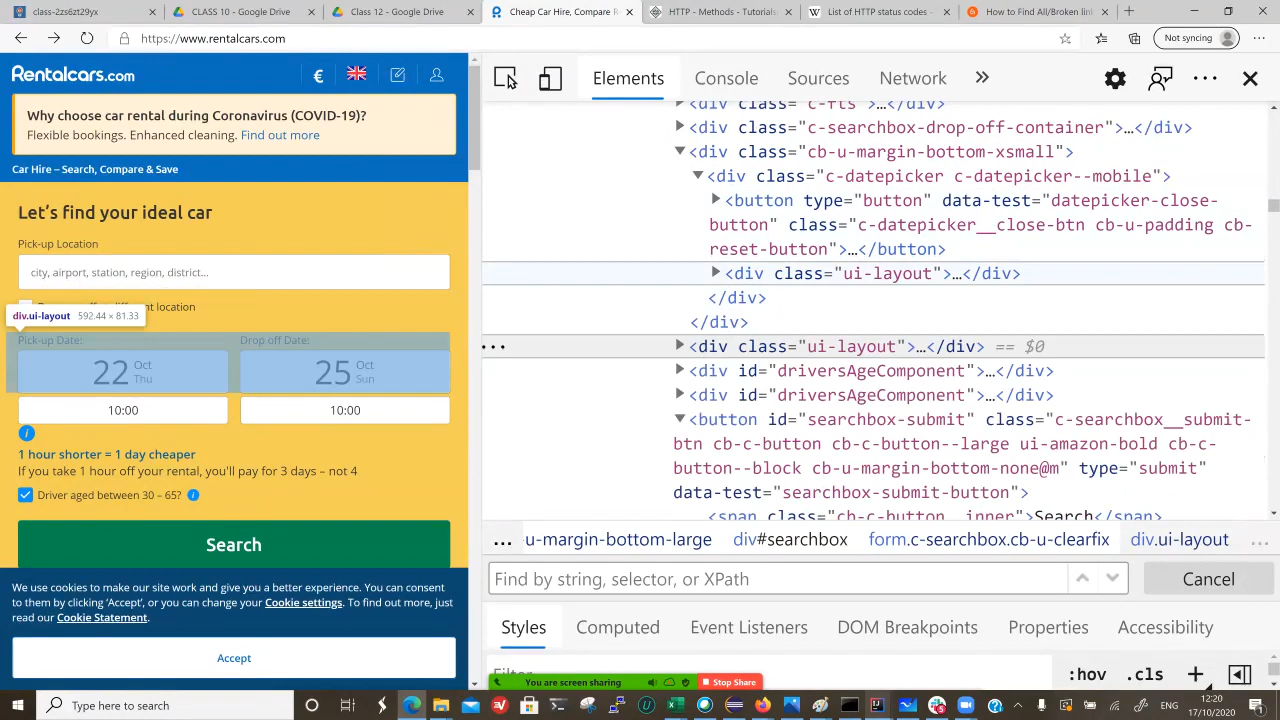 CLASS 10 - Google Drive
Class 12 - Google Drive
Cheap Car Hire, Compare R
HTTP - Methods - Tutorials
List of HTTP status codes -
How to Find All/Broken link
https://www.rentalcars.com
Not syncing
Rentalcars.com
€
Why choose car rental during Coronavirus (COVID-19)?
Flexible bookings. Enhanced cleaning. Find out more
Car Hire – Search, Compare & Save
Let's find your ideal car
Pick-up Location
city, airport, station, region, district...
location
div.ui-layout 592.44 × 81.33
Pick-up Date:
Drop off Date:
22 Oct Thu
25 Oct Sun
10:00
10:00
1 hour shorter = 1 day cheaper
If you take 1 hour off your rental, you'll pay for 3 days – not 4
Driver aged between 30 – 65?
Search
We use cookies to make our site work and give you a better experience. You can consent
to them by clicking 'Accept', or you can change your Cookie settings. To find out more, just
read our Cookie Statement.
Accept
Elements
Console
Sources
Network
<div class="c-fts">…</div>
<div class="c-searchbox-drop-off-container">…</div>
<div class="cb-u-margin-bottom-xsmall">
<div class="c-datepicker c-datepicker--mobile">
<button type="button" data-test="datepicker-close-
button" class="c-datepicker__close-btn cb-u-padding cb-
reset-button">…</button>
<div class="ui-layout">…</div>
</div>
</div>
<div class="ui-layout">…</div> == $0
<div id="driversAgeComponent">…</div>
<div id="driversAgeComponent">…</div>
<button id="searchbox-submit" class="c-searchbox__submit-
btn cb-c-button cb-c-button--large ui-amazon-bold cb-c-
button--block cb-u-margin-bottom-none@m" type="submit"
data-test="searchbox-submit-button">
<span class="cb-c-button__inner">Search</span>
... -u-margin-bottom-large div#searchbox form.c-searchbox.cb-u-clearfix div.ui-layout ...
Find by string, selector, or XPath
Cancel
Styles
Computed
Event Listeners
DOM Breakpoints
Properties
Accessibility
Filter
:hov .cls +
You are screen sharing
Stop Share
Type here to search
12:20
17/10/2020